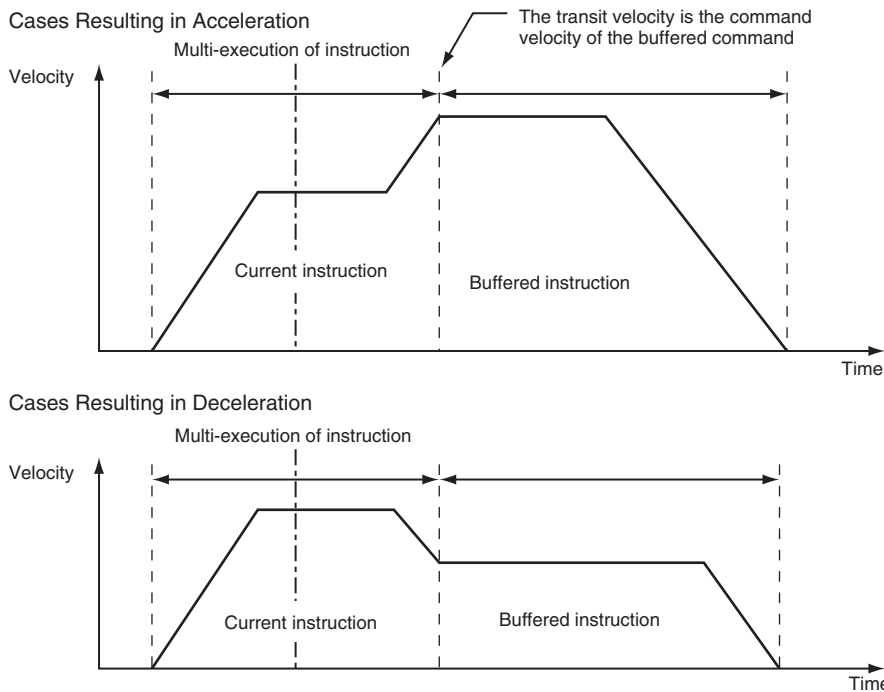 Cases Resulting in Acceleration
The transit velocity is the command
velocity of the buffered command
Multi-execution of instruction
Velocity
Current instruction
Buffered instruction
Time
Cases Resulting in Deceleration
Multi-execution of instruction
Velocity
Current instruction
Buffered instruction
Time